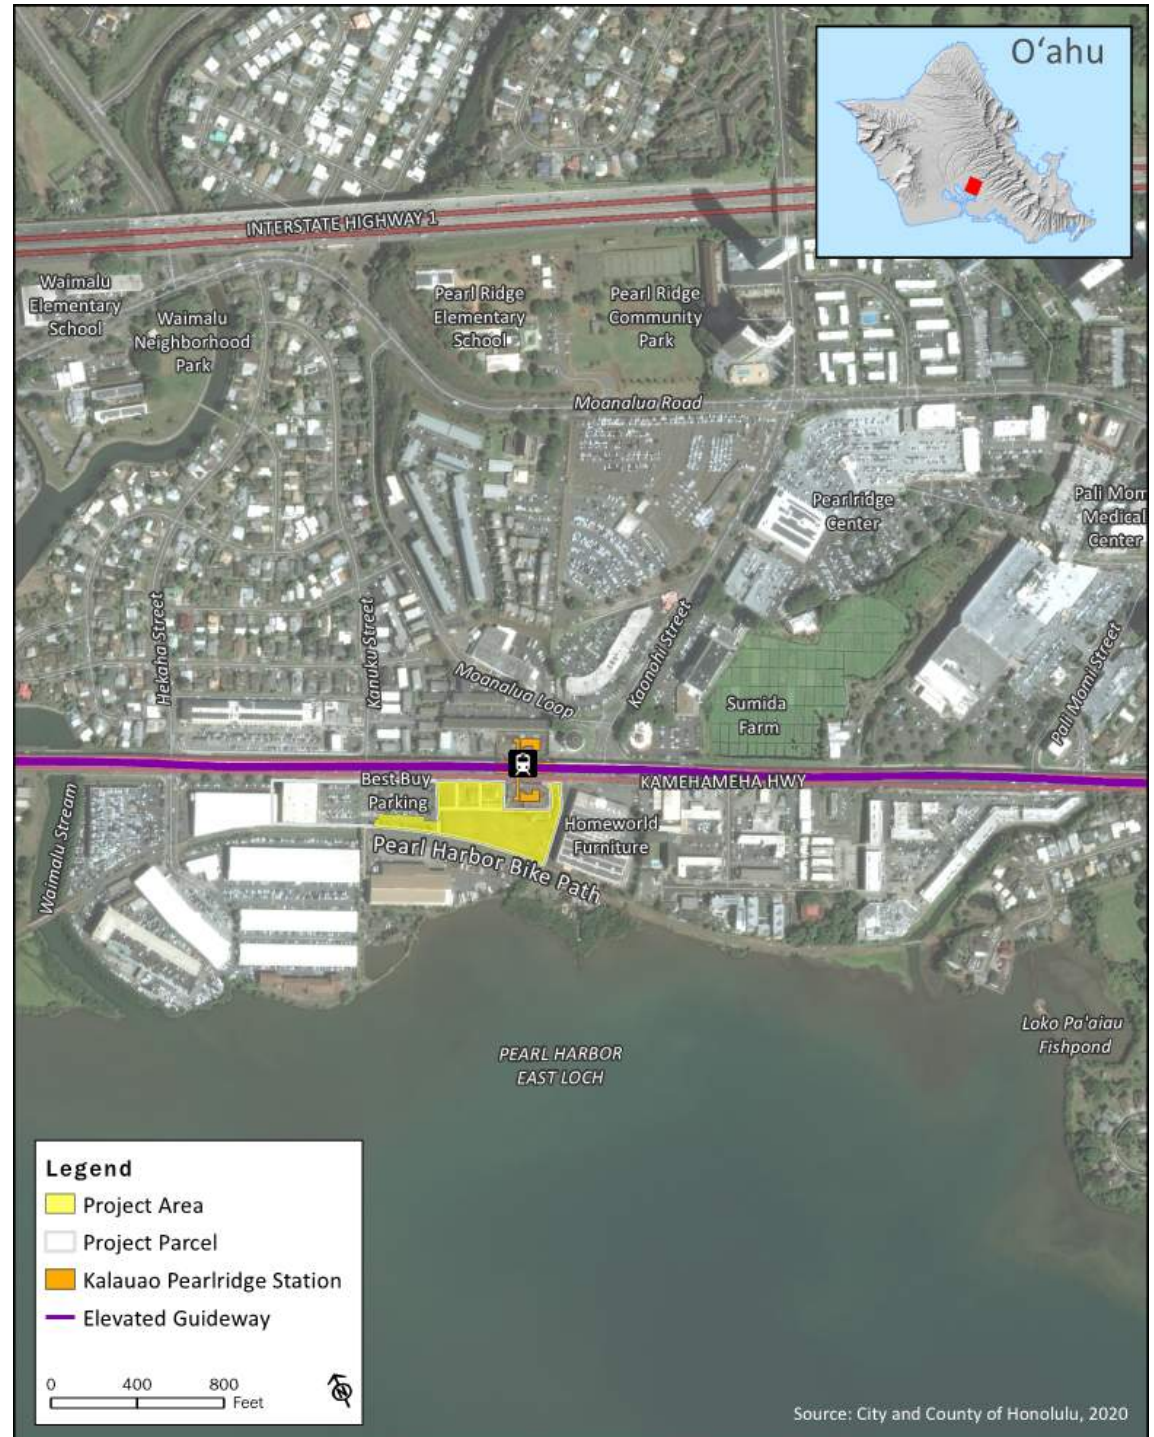 Oʻahu
INTERSTATE HIGHWAY 1
Waimalu
Elementary
School
Waimalu
Neighborhood
Park
Pearl Ridge
Elementary
School
Pearl Ridge
Community
Park
Moanalua Road
Pearlridge
Center
Pali Mom
Medical
Center
Hekaha Street
Kanuku Street
Moanalua Loop
Kaonohi Street
Sumida
Farm
Pali Momi Street
Best Buy
Parking
KAMEHAMEHA HWY
Homeworld
Furniture
Pearl Harbor Bike Path
Waimalu Stream
Loko Pa'aiau
Fishpond
PEARL HARBOR
EAST LOCH
Legend
Project Area
Project Parcel
Kalauao Pearlridge Station
Elevated Guideway
0 400 800
Feet
N
Source: City and County of Honolulu, 2020